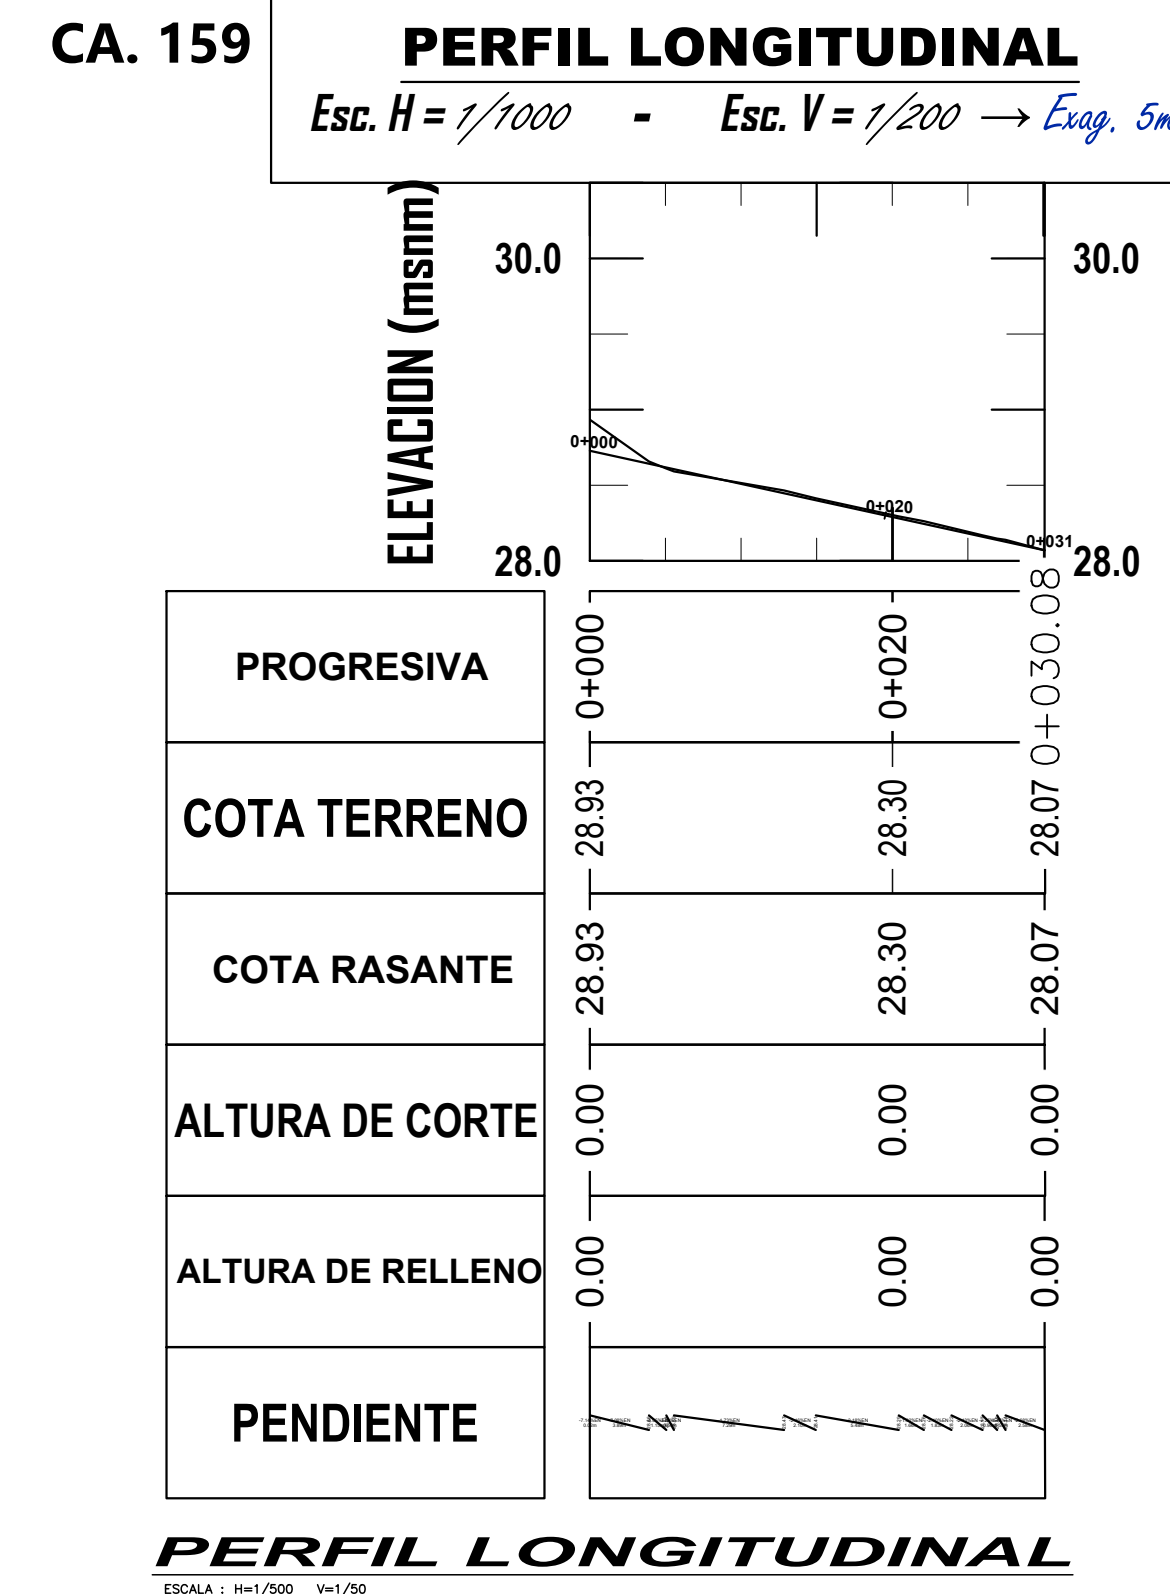 CA. 159
PERFIL LONGITUDINAL
Esc. H = 1/1000 - Esc. V = 1/200 → Exag. 5m
ELEVACION (msnm)
30.0 30.0
0+000
0+020
0+031
28.0 28.0
PROGRESIVA 0+000 0+020 0+030.08
COTA TERRENO 28.93 28.30 28.07
COTA RASANTE 28.93 28.30 28.07
ALTURA DE CORTE 0.00 0.00 0.00
ALTURA DE RELLENO 0.00 0.00 0.00
PENDIENTE
PERFIL LONGITUDINAL
ESCALA : H=1/500 V=1/50